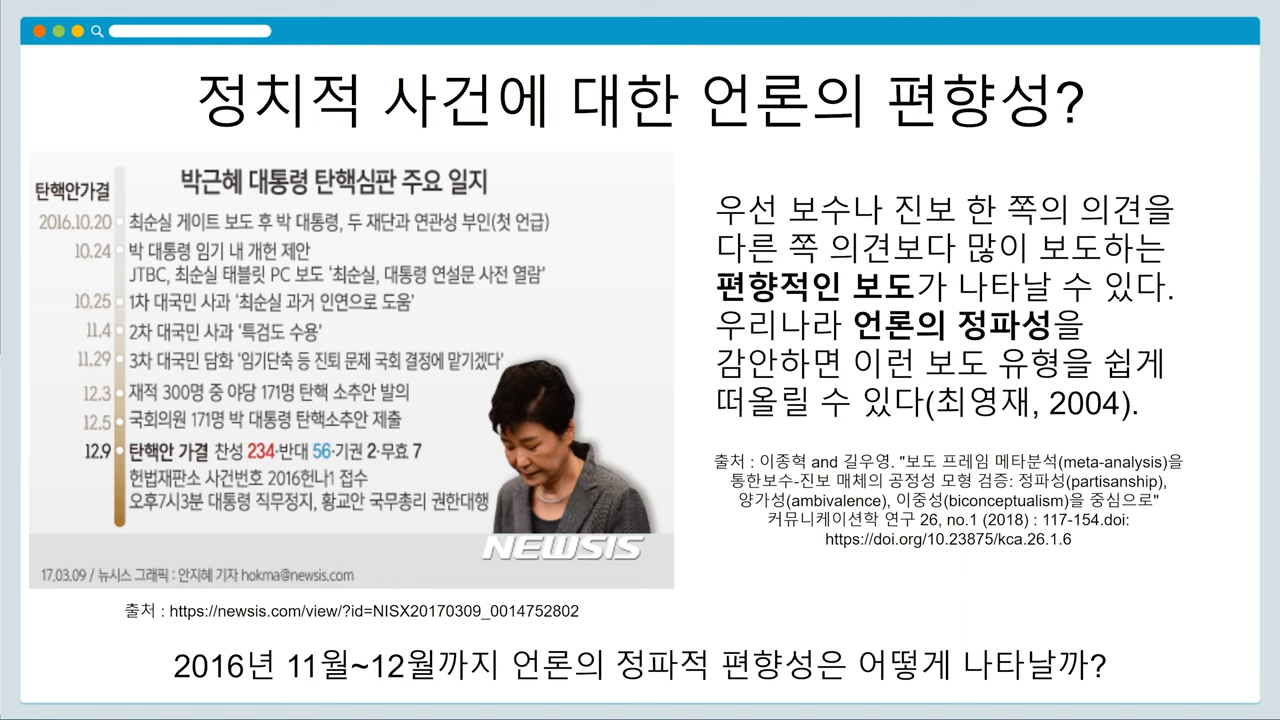 정치적 사건에 대한 언론의 편향성?
박근혜 대통령 탄핵심판 주요 일지
탄핵안가결
2016.10.20 최순실 게이트 보도 후 박 대통령, 두 재단과 연관성 부인(첫 언급)
10.24 박 대통령 임기 내 개헌 제안
JTBC, 최순실 태블릿 PC 보도 '최순실, 대통령 연설문 사전 열람'
10.25 1차 대국민 사과 '최순실 과거 인연으로 도움'
11.4 2차 대국민 사과 '특검도 수용'
11.29 3차 대국민 담화 '임기단축 등 진퇴 문제 국회 결정에 맡기겠다'
12.3 재적 300명 중 야당 171명 탄핵 소추안 발의
12.5 국회의원 171명 박 대통령 탄핵소추안 제출
12.9 탄핵안 가결 찬성 234·반대 56·기권 2·무효 7
헌법재판소 사건번호 2016헌나1 접수
오후7시3분 대통령 직무정지, 황교안 국무총리 권한대행
NEWSIS
17.03.09 / 뉴시스 그래픽 : 안지혜 기자 hokma@newsis.com
출처 : https://newsis.com/view/?id=NISX20170309_0014752802
우선 보수나 진보 한 쪽의 의견을
다른 쪽 의견보다 많이 보도하는
편향적인 보도가 나타날 수 있다.
우리나라 언론의 정파성을
감안하면 이런 보도 유형을 쉽게
떠올릴 수 있다(최영재, 2004).
출처 : 이종혁 and 길우영. "보도 프레임 메타분석(meta-analysis)을
통한보수-진보 매체의 공정성 모형 검증: 정파성(partisanship),
양가성(ambivalence), 이중성(biconceptualism)을 중심으로"
커뮤니케이션학 연구 26, no.1 (2018) : 117-154.doi:
https://doi.org/10.23875/kca.26.1.6
2016년 11월~12월까지 언론의 정파적 편향성은 어떻게 나타날까?